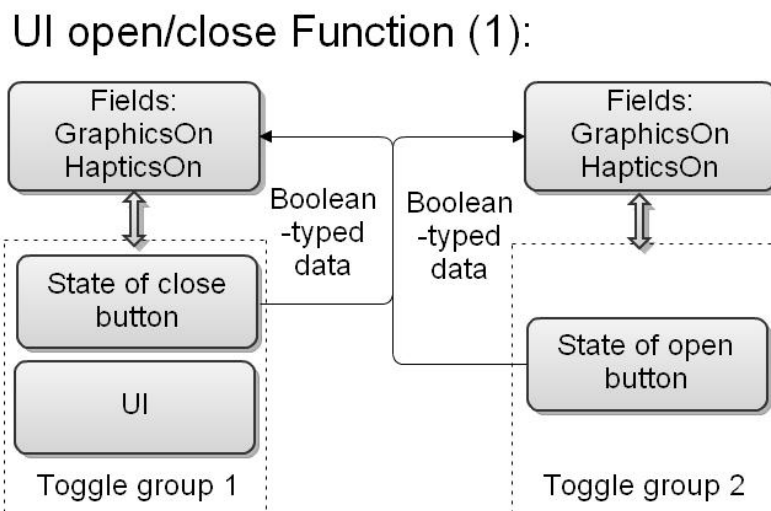 UI open/close Function (1):
Fields:
GraphicsOn
HapticsOn
Fields:
GraphicsOn
HapticsOn
Boolean
-typed
data
Boolean
-typed
data
State of close
button
UI
Toggle group 1
State of open
button
Toggle group 2